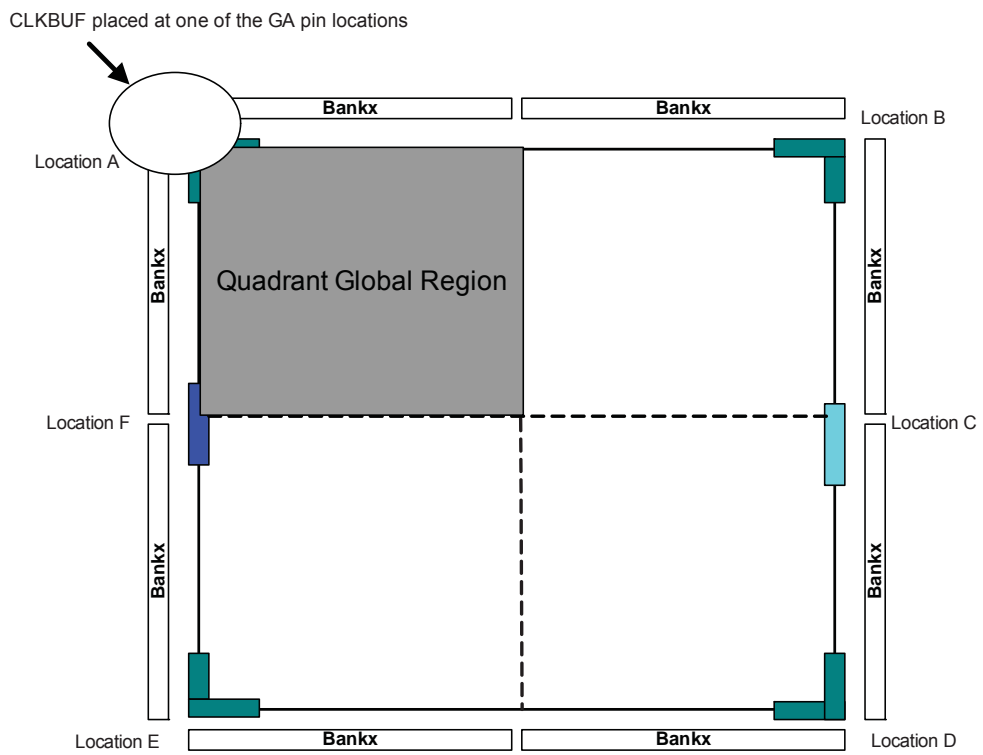 CLKBUF placed at one of the GA pin locations
Bankx
Bankx
Location B
Location A
Bankx
Quadrant Global Region
Bankx
Location F
Location C
Bankx
Bankx
Location E
Bankx
Bankx
Location D